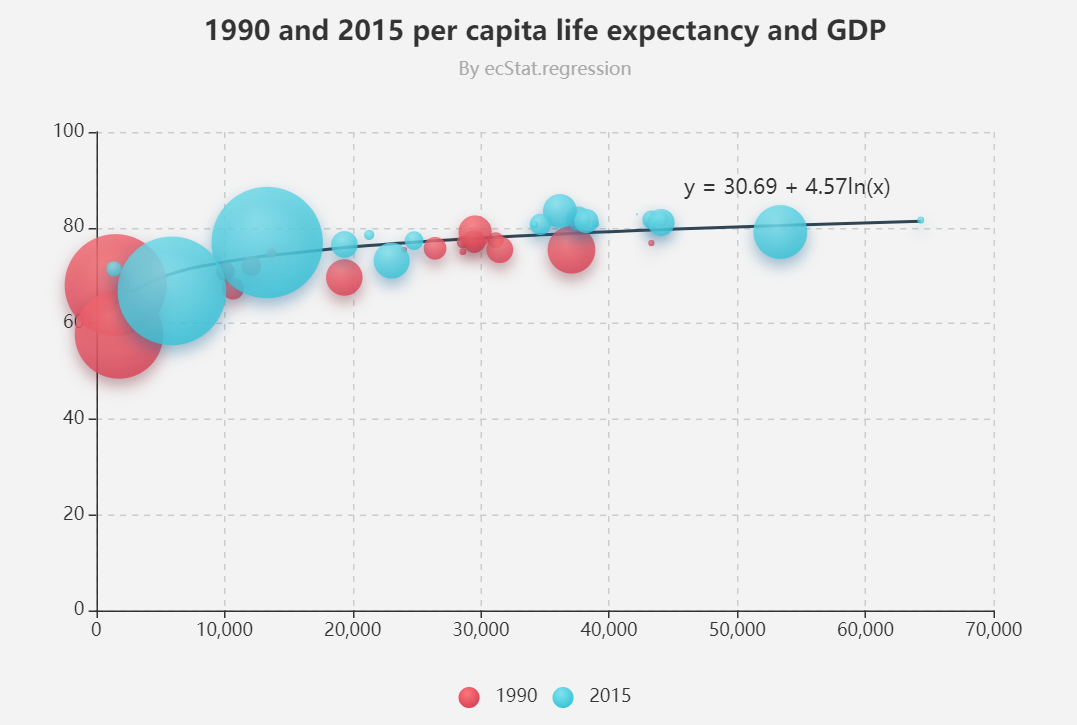 1990 and 2015 per capita life expectancy and GDP
By ecStat.regression
100
y = 30.69 + 4.57ln(x)
80
60
40
20
0
0 10,000 20,000 30,000 40,000 50,000 60,000 70,000
1990 2015